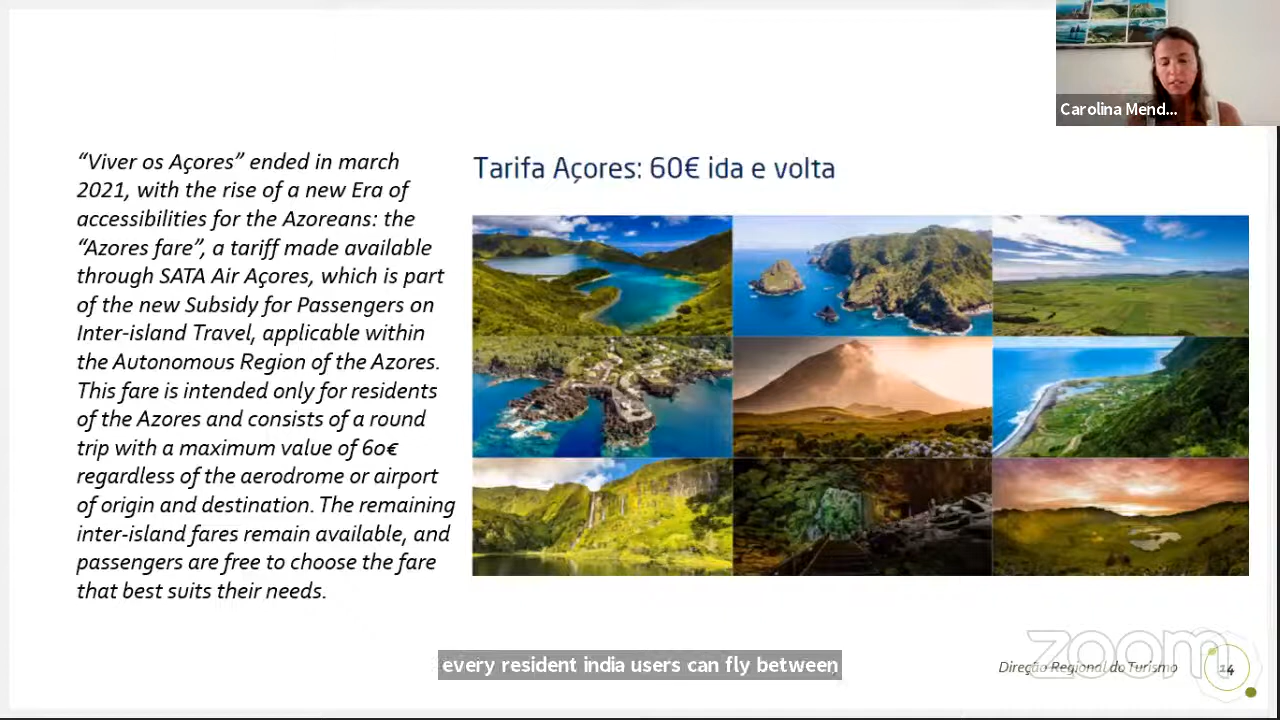 Carolina Mend...
“Viver os Açores” ended in march
2021, with the rise of a new Era of
accessibilities for the Azoreans: the
“Azores fare”, a tariff made available
through SATA Air Açores, which is part
of the new Subsidy for Passengers on
Inter-island Travel, applicable within
the Autonomous Region of the Azores.
This fare is intended only for residents
of the Azores and consists of a round
trip with a maximum value of 60€
regardless of the aerodrome or airport
of origin and destination. The remaining
inter-island fares remain available, and
passengers are free to choose the fare
that best suits their needs.
Tarifa Açores: 60€ ida e volta
every resident india users can fly between,
Direção Regional do Turismo
14
zoom